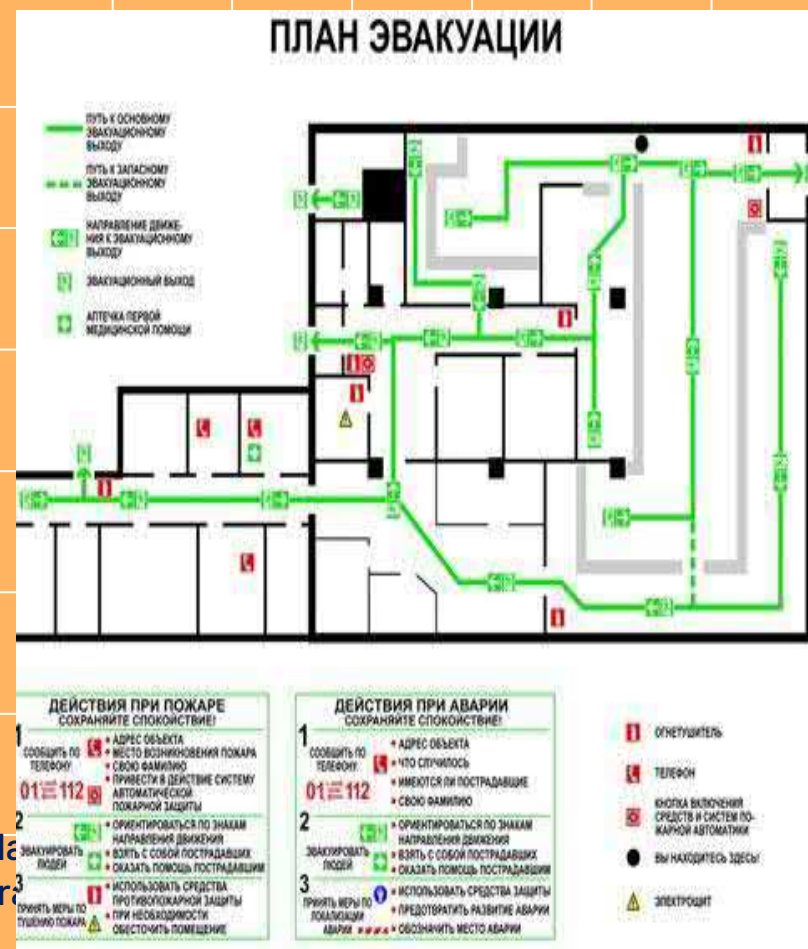 ПЛАН ЭВАКУАЦИИ
ПУТЬ К ОСНОВНОМУ
ЭВАКУАЦИОННОМУ
ВЫХОДУ
ПУТЬ К ЗАПАСНОМУ
ЭВАКУАЦИОННОМУ
ВЫХОДУ
НАПРАВЛЕНИЕ ДВИЖЕ-
НИЯ К ЭВАКУАЦИОННОМУ
ВЫХОДУ
ЭВАКУАЦИОННЫЙ ВЫХОД
АПТЕЧКА ПЕРВОЙ
МЕДИЦИНСКОЙ ПОМОЩИ
ДЕЙСТВИЯ ПРИ ПОЖАРЕ
СОХРАНЯЙТЕ СПОКОЙСТВИЕ!
1
СООБЩИТЬ ПО
ТЕЛЕФОНУ:
01 112
• АДРЕС ОБЪЕКТА
• МЕСТО ВОЗНИКНОВЕНИЯ ПОЖАРА
• СВОЮ ФАМИЛИЮ
• ПРИВЕСТИ В ДЕЙСТВИЕ СИСТЕМУ
АВТОМАТИЧЕСКОЙ
ПОЖАРНОЙ ЗАЩИТЫ
2
ЭВАКУИРОВАТЬ
ЛЮДЕЙ
• ОРИЕНТИРОВАТЬСЯ ПО ЗНАКАМ
НАПРАВЛЕНИЯ ДВИЖЕНИЯ
• ВЗЯТЬ С СОБОЙ ПОСТРАДАВШИХ
• ОКАЗАТЬ ПОМОЩЬ ПОСТРАДАВШИМ
3
ПРИНЯТЬ МЕРЫ ПО
ТУШЕНИЮ ПОЖАРА
• ИСПОЛЬЗОВАТЬ СРЕДСТВА
ПРОТИВОПОЖАРНОЙ ЗАЩИТЫ
• ПРИ НЕОБХОДИМОСТИ
ОБЕСТОЧИТЬ ПОМЕЩЕНИЕ
ДЕЙСТВИЯ ПРИ АВАРИИ
СОХРАНЯЙТЕ СПОКОЙСТВИЕ!
1
СООБЩИТЬ ПО
ТЕЛЕФОНУ:
01 112
• АДРЕС ОБЪЕКТА
• ЧТО СЛУЧИЛОСЬ
• ИМЕЮТСЯ ЛИ ПОСТРАДАВШИЕ
• СВОЮ ФАМИЛИЮ
2
ЭВАКУИРОВАТЬ
ЛЮДЕЙ
• ОРИЕНТИРОВАТЬСЯ ПО ЗНАКАМ
НАПРАВЛЕНИЯ ДВИЖЕНИЯ
• ВЗЯТЬ С СОБОЙ ПОСТРАДАВШИХ
• ОКАЗАТЬ ПОМОЩЬ ПОСТРАДАВШИМ
3
ПРИНЯТЬ МЕРЫ ПО
ЛОКАЛИЗАЦИИ
АВАРИИ
• ИСПОЛЬЗОВАТЬ СРЕДСТВА ЗАЩИТЫ
• ПРЕДОТВРАТИТЬ РАЗВИТИЕ АВАРИИ
• ОБОЗНАЧИТЬ МЕСТО АВАРИИ
ОГНЕТУШИТЕЛЬ
ТЕЛЕФОН
КНОПКА ВКЛЮЧЕНИЯ
СРЕДСТВ И СИСТЕМ ПО-
ЖАРНОЙ АВТОМАТИКИ
ВЫ НАХОДИТЕСЬ ЗДЕСЬ!
ЭЛЕКТРОЩИТ